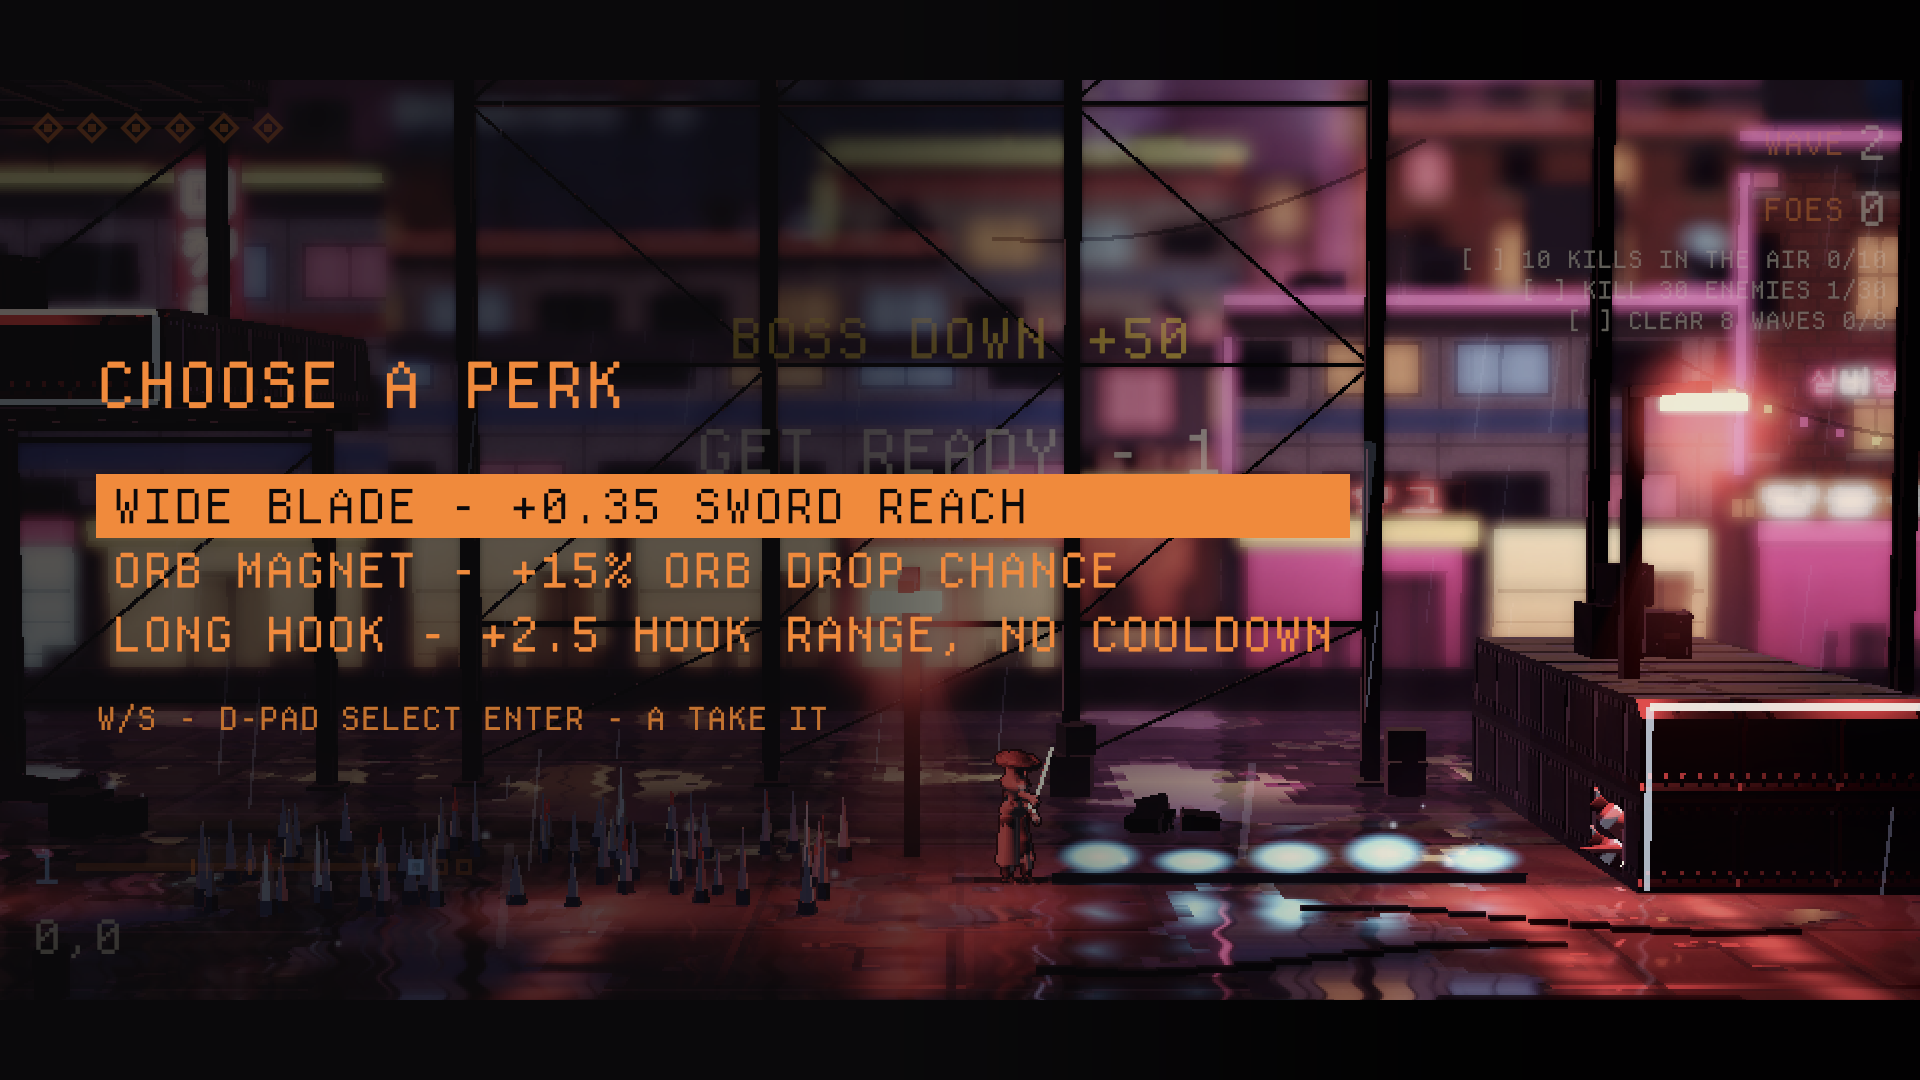 WAVE 2
FOES 0
[ ] 10 KILLS IN THE AIR 0/10
[ ] KILL 30 ENEMIES 1/30
[ ] CLEAR 8 WAVES 0/8
BOSS DOWN +50
CHOOSE A PERK
GET READY - 1
WIDE BLADE - +0.35 SWORD REACH
ORB MAGNET - +15% ORB DROP CHANCE
LONG HOOK - +2.5 HOOK RANGE, NO COOLDOWN
W/S - D-PAD SELECT ENTER - A TAKE IT
1
0,0